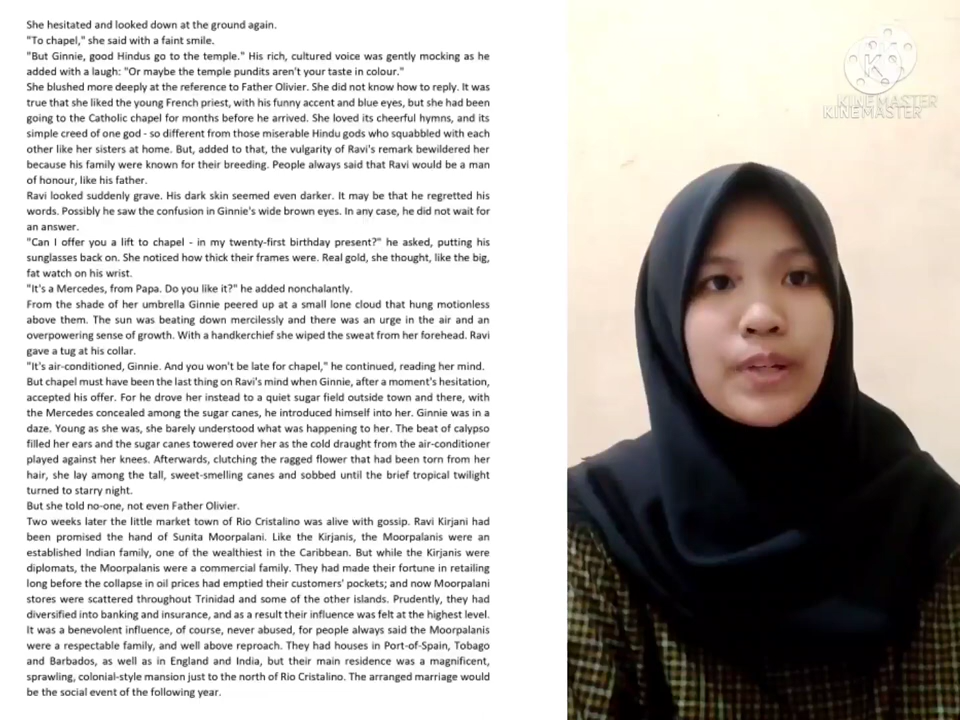 She hesitated and looked down at the ground again.
"To chapel," she said with a faint smile.
"But Ginnie, good Hindus go to the temple." His rich, cultured voice was gently mocking as he
added with a laugh: "Or maybe the temple pundits aren't your taste in colour."
She blushed more deeply at the reference to Father Olivier. She did not know how to reply. It was
true that she liked the young French priest, with his funny accent and blue eyes, but she had been
going to the Catholic chapel for months before he arrived. She loved its cheerful hymns, and its
simple creed of one god - so different from those miserable Hindu gods who squabbled with each
other like her sisters at home. But, added to that, the vulgarity of Ravi's remark bewildered her
because his family were known for their breeding. People always said that Ravi would be a man
of honour, like his father.
Ravi looked suddenly grave. His dark skin seemed even darker. It may be that he regretted his
words. Possibly he saw the confusion in Ginnie's wide brown eyes. In any case, he did not wait for
an answer.
"Can I offer you a lift to chapel - in my twenty-first birthday present?" he asked, putting his
sunglasses back on. She noticed how thick their frames were. Real gold, she thought, like the big,
fat watch on his wrist.
"It's a Mercedes, from Papa. Do you like it?" he added nonchalantly.
From the shade of her umbrella Ginnie peered up at a small lone cloud that hung motionless
above them. The sun was beating down mercilessly and there was an urge in the air and an
overpowering sense of growth. With a handkerchief she wiped the sweat from her forehead. Ravi
gave a tug at his collar.
"It's air-conditioned, Ginnie. And you won't be late for chapel," he continued, reading her mind.
But chapel must have been the last thing on Ravi's mind when Ginnie, after a moment's hesitation,
accepted his offer. For he drove her instead to a quiet sugar field outside town and there, with
the Mercedes concealed among the sugar canes, he introduced himself into her. Ginnie was in a
daze. Young as she was, she barely understood what was happening to her. The beat of calypso
filled her ears and the sugar canes towered over her as the cold draught from the air-conditioner
played against her knees. Afterwards, clutching the ragged flower that had been torn from her
hair, she lay among the tall, sweet-smelling canes and sobbed until the brief tropical twilight
turned to starry night.
But she told no-one, not even Father Olivier.
Two weeks later the little market town of Rio Cristalino was alive with gossip. Ravi Kirjani had
been promised the hand of Sunita Moorpalani. Like the Kirjanis, the Moorpalanis were an
established Indian family, one of the wealthiest in the Caribbean. But while the Kirjanis were
diplomats, the Moorpalanis were a commercial family. They had made their fortune in retailing
long before the collapse in oil prices had emptied their customers' pockets; and now Moorpalani
stores were scattered throughout Trinidad and some of the other islands. Prudently, they had
diversified into banking and insurance, and as a result their influence was felt at the highest level.
It was a benevolent influence, of course, never abused, for people always said the Moorpalanis
were a respectable family, and well above reproach. They had houses in Port-of-Spain, Tobago
and Barbados, as well as in England and India, but their main residence was a magnificent,
sprawling, colonial-style mansion just to the north of Rio Cristalino. The arranged marriage would
be the social event of the following year.
K
KINEMASTER
KINEMASTER